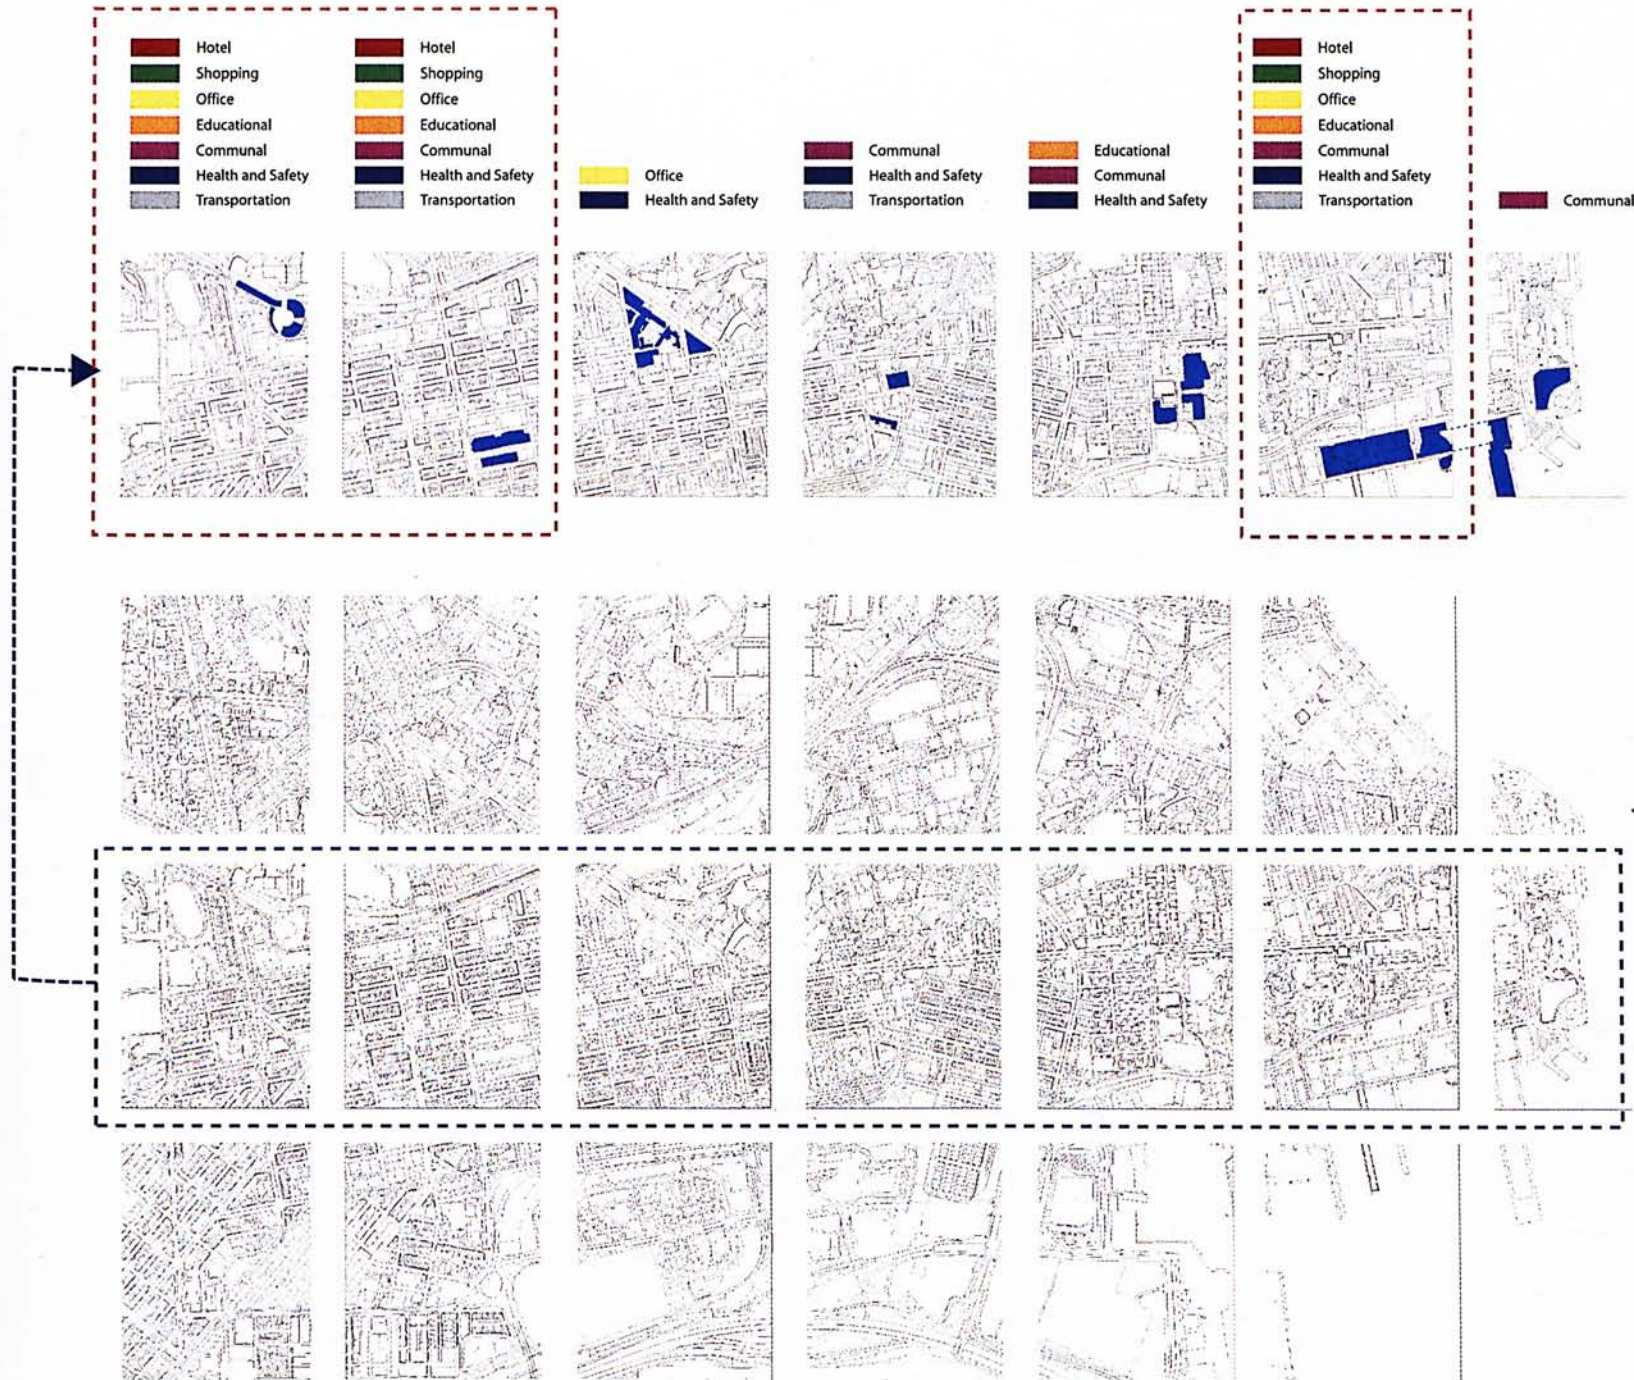 Hotel
Shopping
Office
Educational
Communal
Health and Safety
Transportation
Hotel
Shopping
Office
Educational
Communal
Health and Safety
Transportation
Office
Health and Safety
Communal
Health and Safety
Transportation
Educational
Communal
Health and Safety
Hotel
Shopping
Office
Educational
Communal
Health and Safety
Transportation
Communal